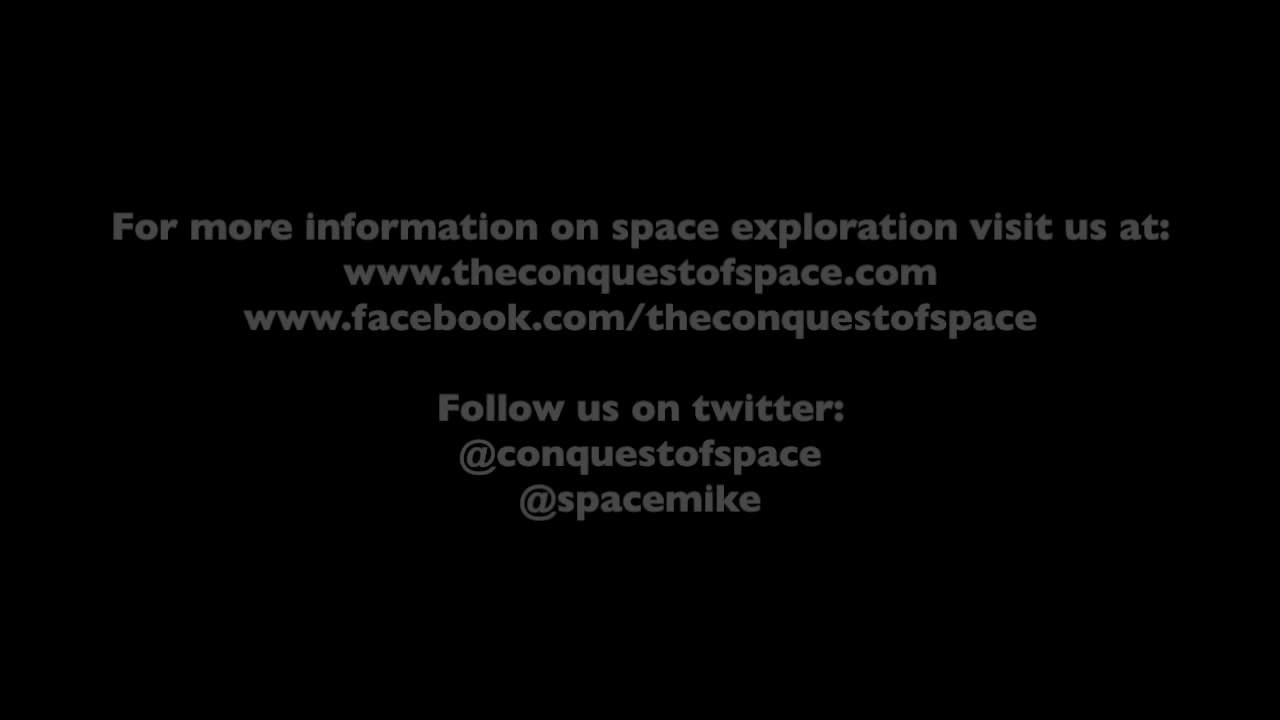 For more information on space exploration visit us at:
www.theconquestofspace.com
www.facebook.com/theconquestofspace
Follow us on twitter:
@conquestofspace
@spacemike